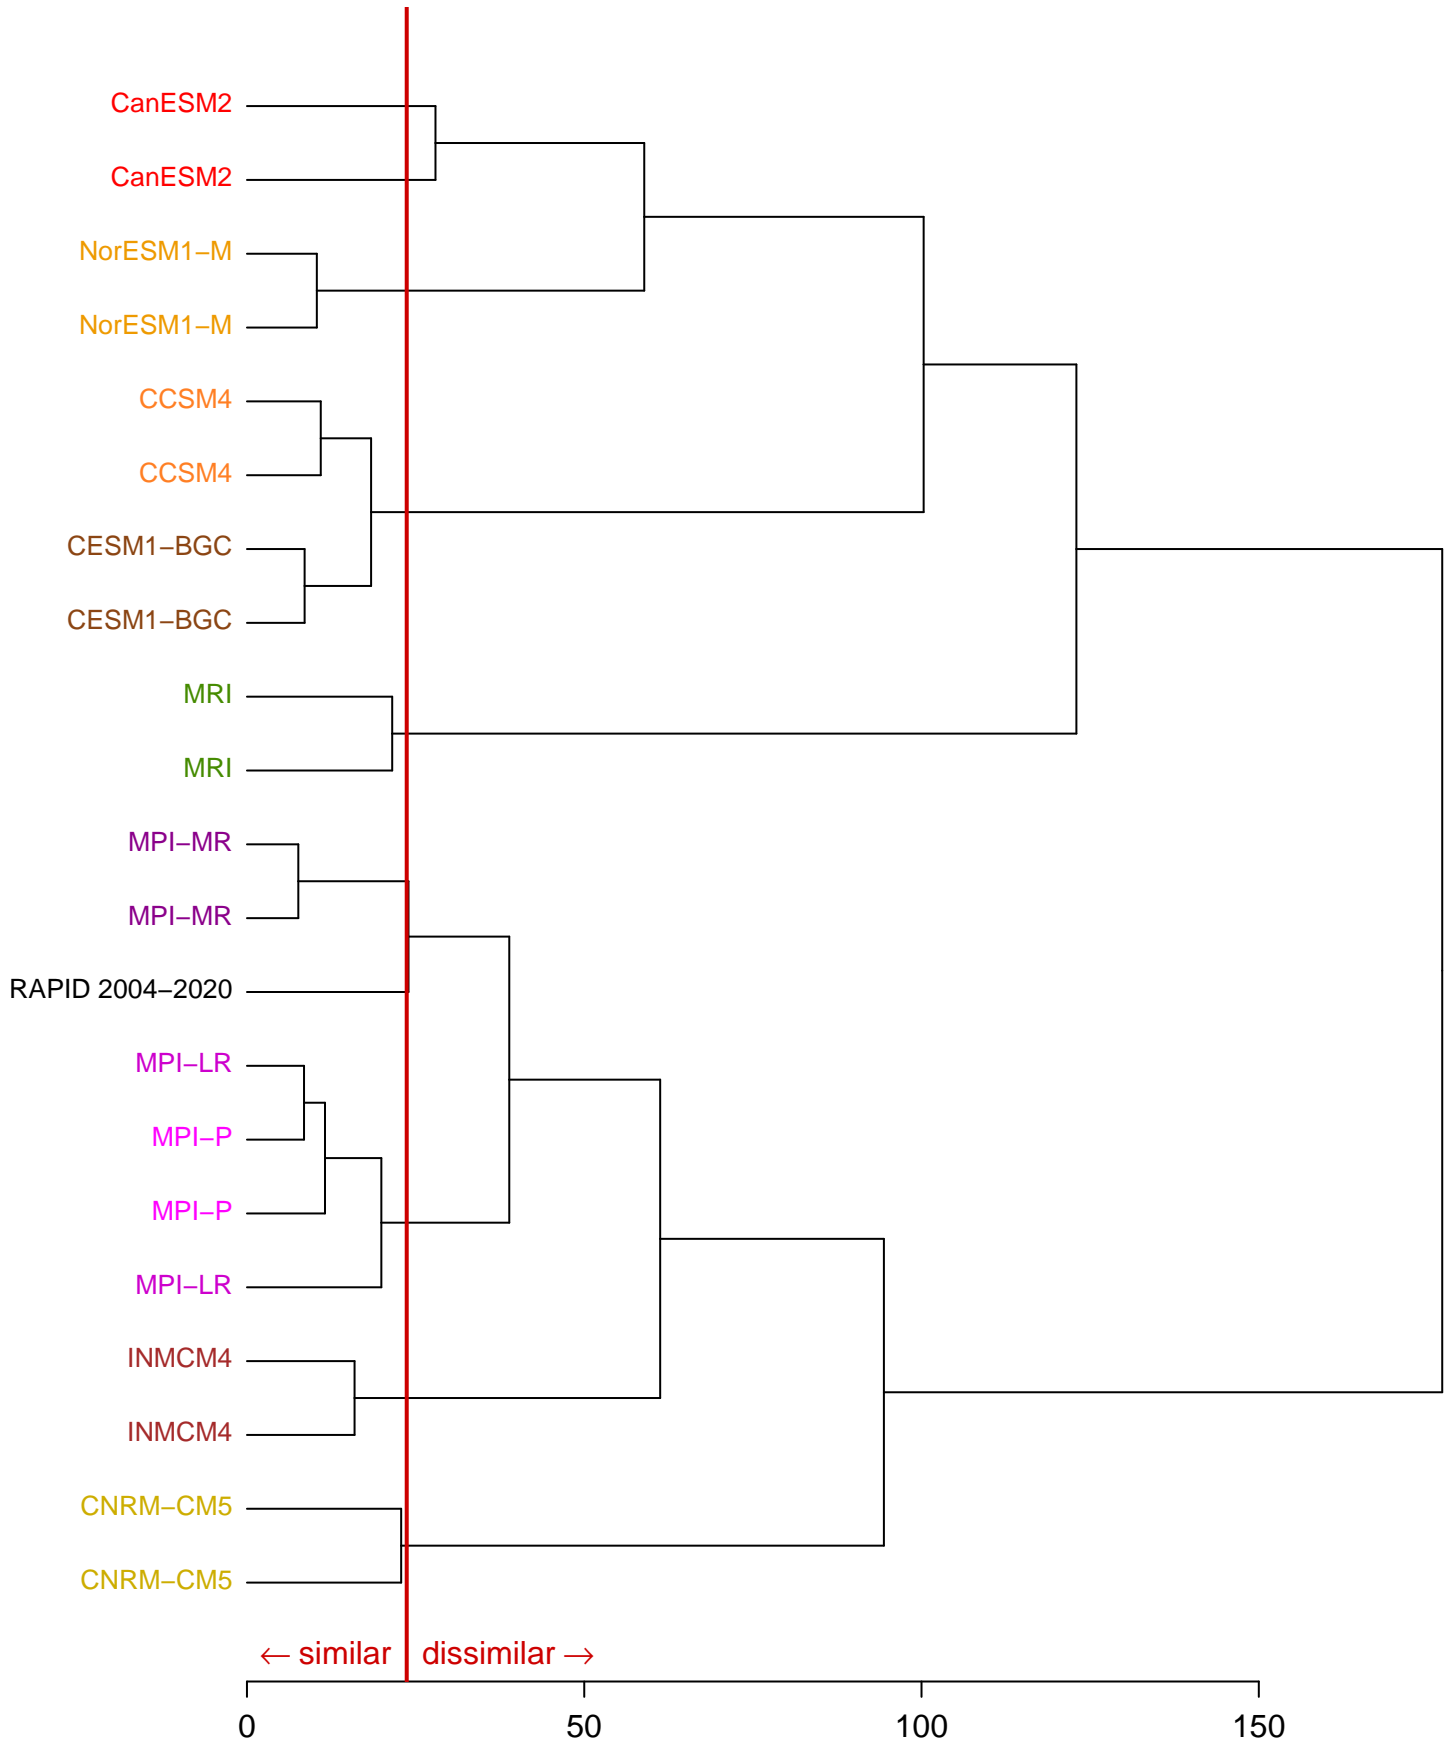 CanESM2
CanESM2
NorESM1−M
NorESM1−M
CCSM4
CCSM4
CESM1−BGC
CESM1−BGC
MRI
MRI
MPI−MR
MPI−MR
RAPID 2004−2020
MPI−LR
MPI−P
MPI−P
MPI−LR
INMCM4
INMCM4
CNRM−CM5
CNRM−CM5
← similar dissimilar →
0 50 100 150